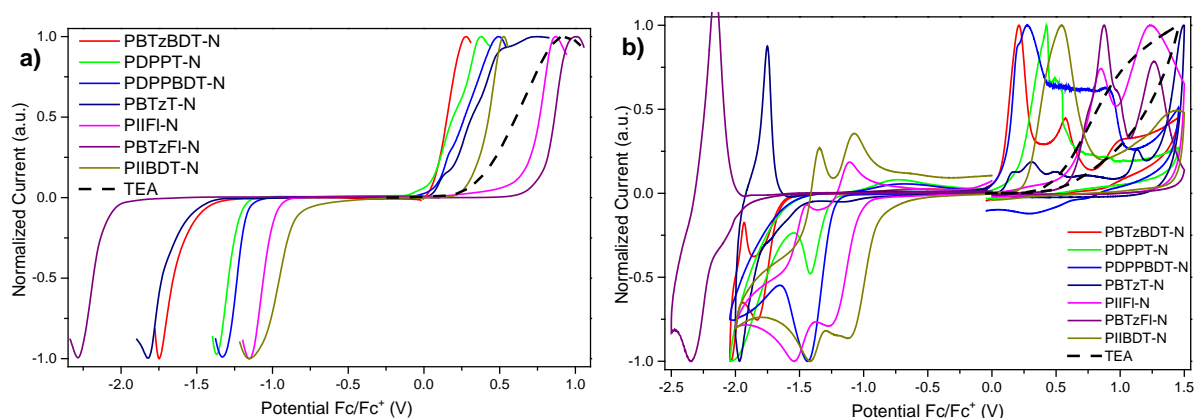 a)
PBTzBDT-N
PDPPT-N
PDPPBDT-N
PBTzT-N
PIIFl-N
PBTzFl-N
PIIBDT-N
TEA
Normalized Current (a.u.)
1.0
0.5
0.0
-0.5
-1.0
-2.0 -1.5 -1.0 -0.5 0.0 0.5 1.0
Potential Fc/Fc+ (V)
b)
Normalized Current (a.u.)
1.0
0.5
0.0
-0.5
-1.0
PBTzBDT-N
PDPPT-N
PDPPBDT-N
PBTzT-N
PIIFl-N
PBTzFl-N
PIIBDT-N
TEA
-2.5 -2.0 -1.5 -1.0 -0.5 0.0 0.5 1.0 1.5
Potential Fc/Fc+ (V)